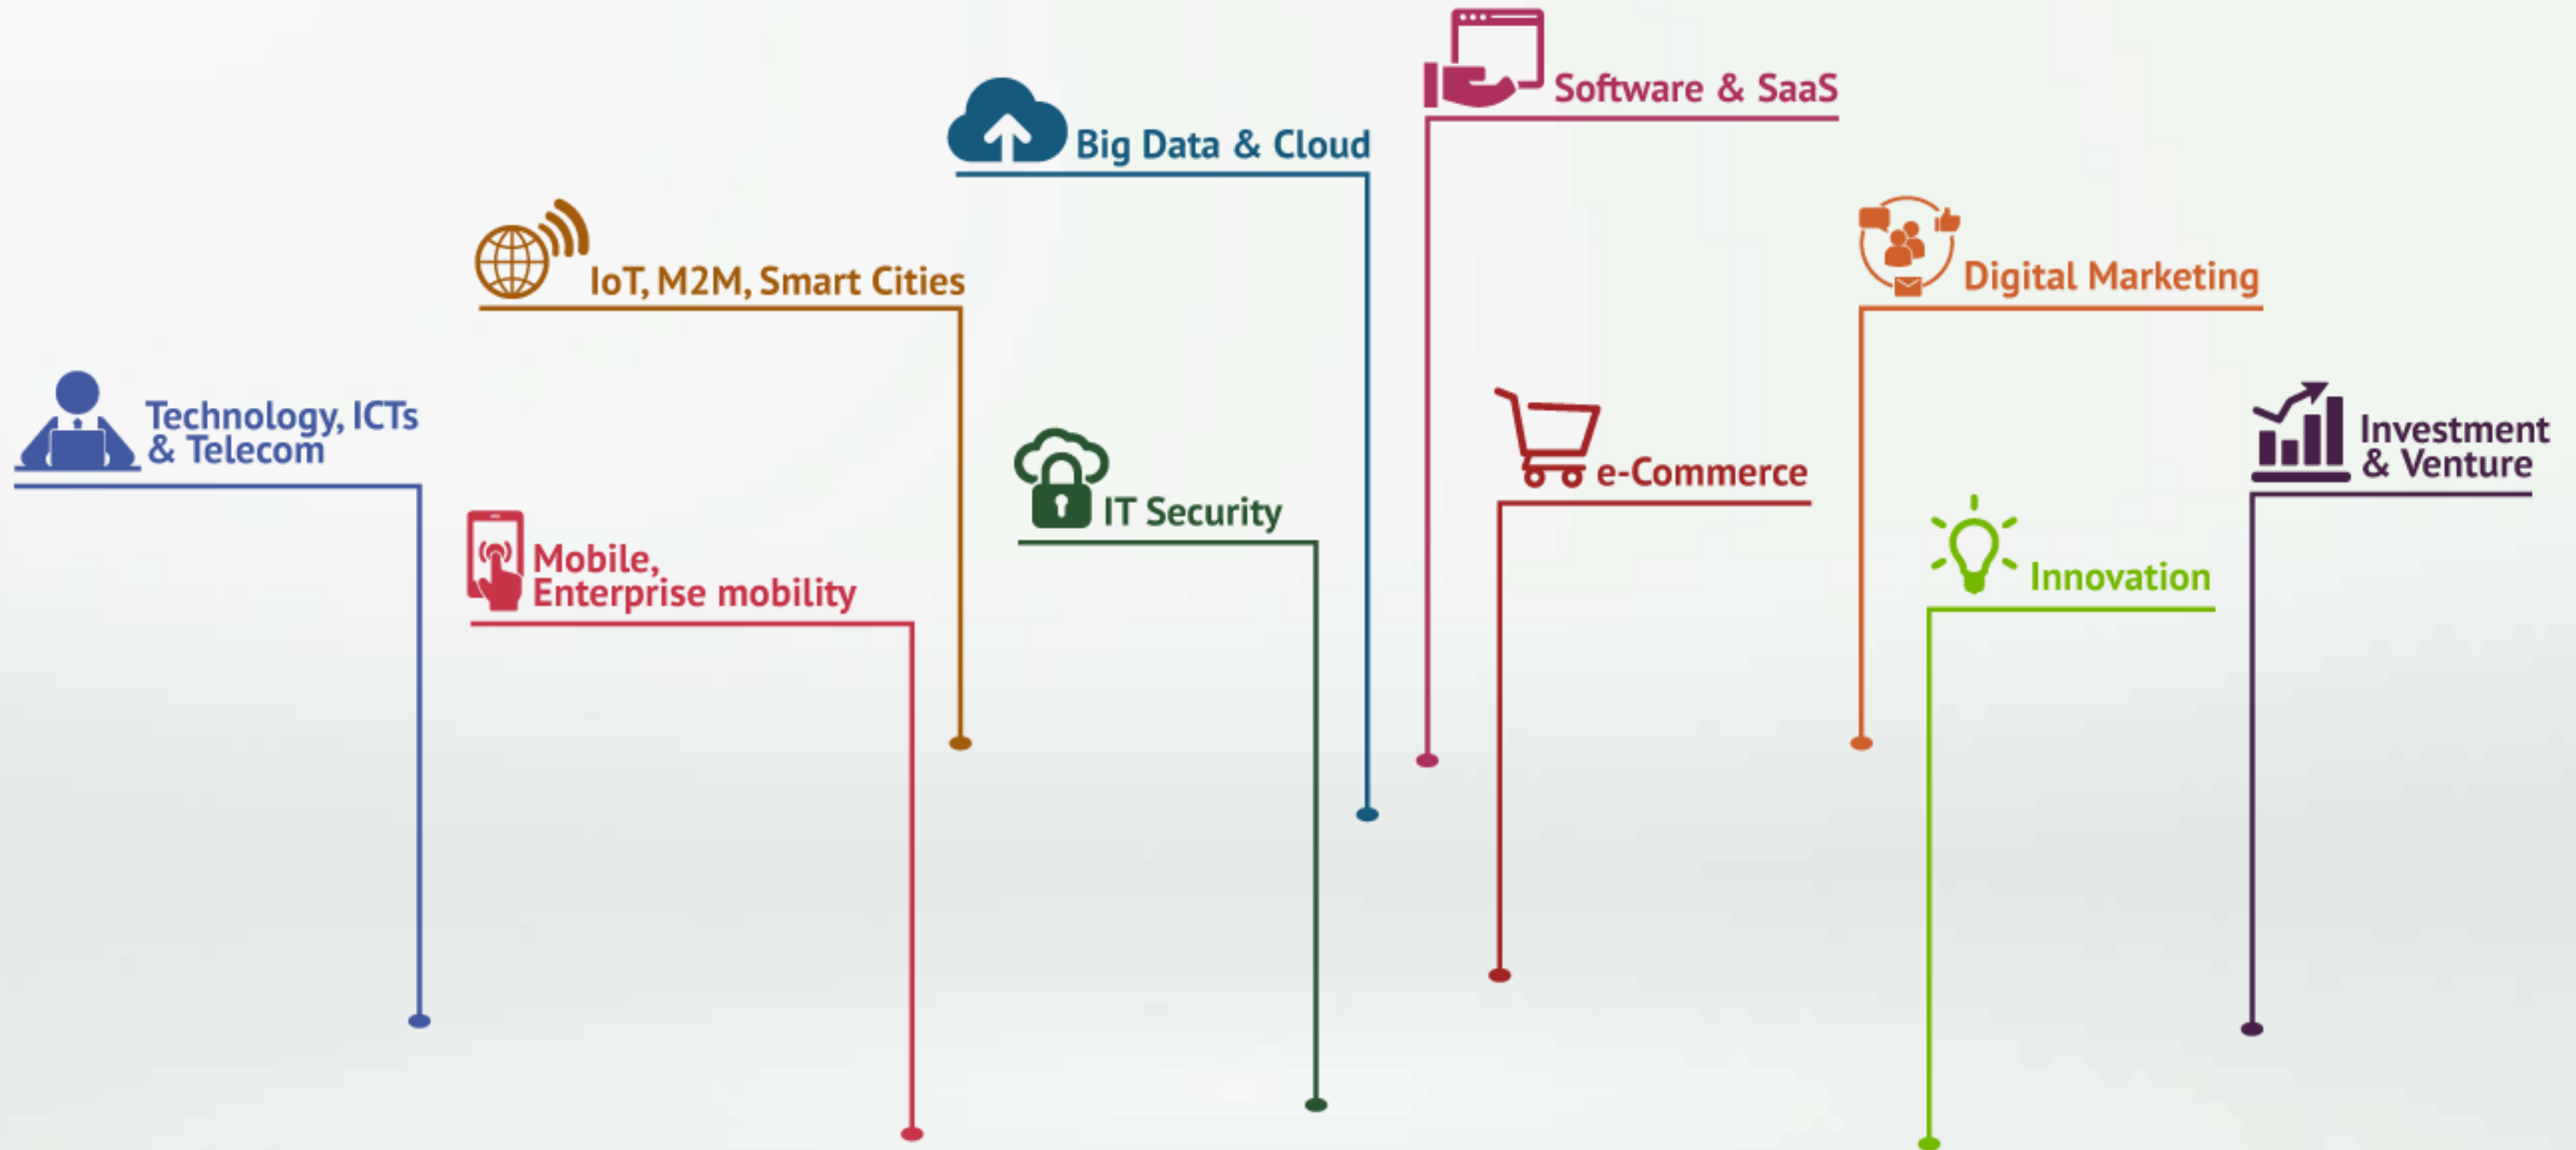 Software & SaaS
Big Data & Cloud
IoT, M2M, Smart Cities
Digital Marketing
Technology, ICTs
& Telecom
e-Commerce
Investment
& Venture
IT Security
Mobile,
Enterprise mobility
Innovation